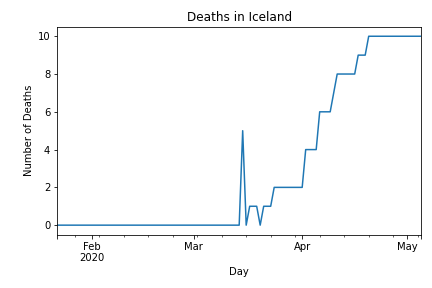 Deaths in Iceland
10
8
6
4
2
0
Number of Deaths
Feb
2020
Mar
Apr
May
Day